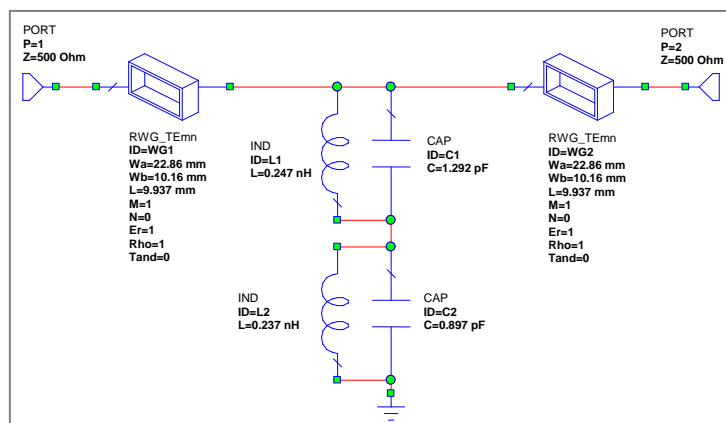 PORT
P=1
Z=500 Ohm
PORT
P=2
Z=500 Ohm
RWG_TEmn
ID=WG1
Wa=22.86 mm
Wb=10.16 mm
L=9.937 mm
M=1
N=0
Er=1
Rho=1
Tand=0
IND
ID=L1
L=0.247 nH
CAP
ID=C1
C=1.292 pF
RWG_TEmn
ID=WG2
Wa=22.86 mm
Wb=10.16 mm
L=9.937 mm
M=1
N=0
Er=1
Rho=1
Tand=0
IND
ID=L2
L=0.237 nH
CAP
ID=C2
C=0.897 pF